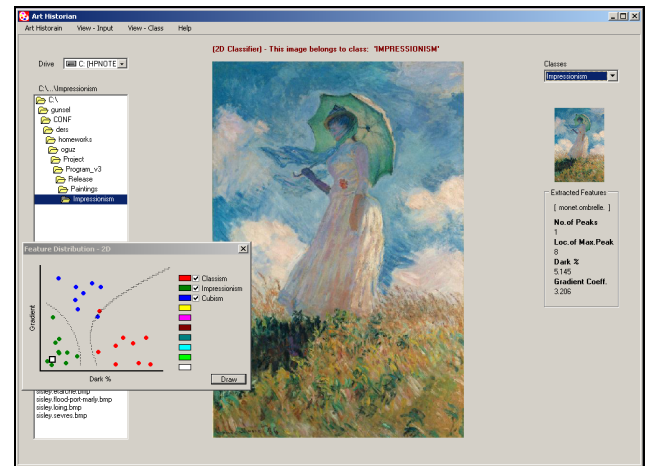 Art Historian
Art Historain View - Input View - Class Help
[2D Classifier] - This image belongs to class: 'IMPRESSIONISM'
Drive C: [HPNOTE
Classes
Impressionism
C:\...\Impressionism
C:\
gunsel
CONF
ders
homeworks
oguz
Project
Program_v3
Release
Paintings
Impressionism
Extracted Features
[ monet.ombrelle. ]
No.of Peaks
1
Loc.of Max.Peak
8
Dark %
5.145
Gradient Coeff.
3.206
Feature Distribution - 2D
Classism
Impressionism
Cubism
Gradient
Dark %
Draw
sisley.flood-port-marly.bmp
sisley.loing.bmp
sisley.sevres.bmp